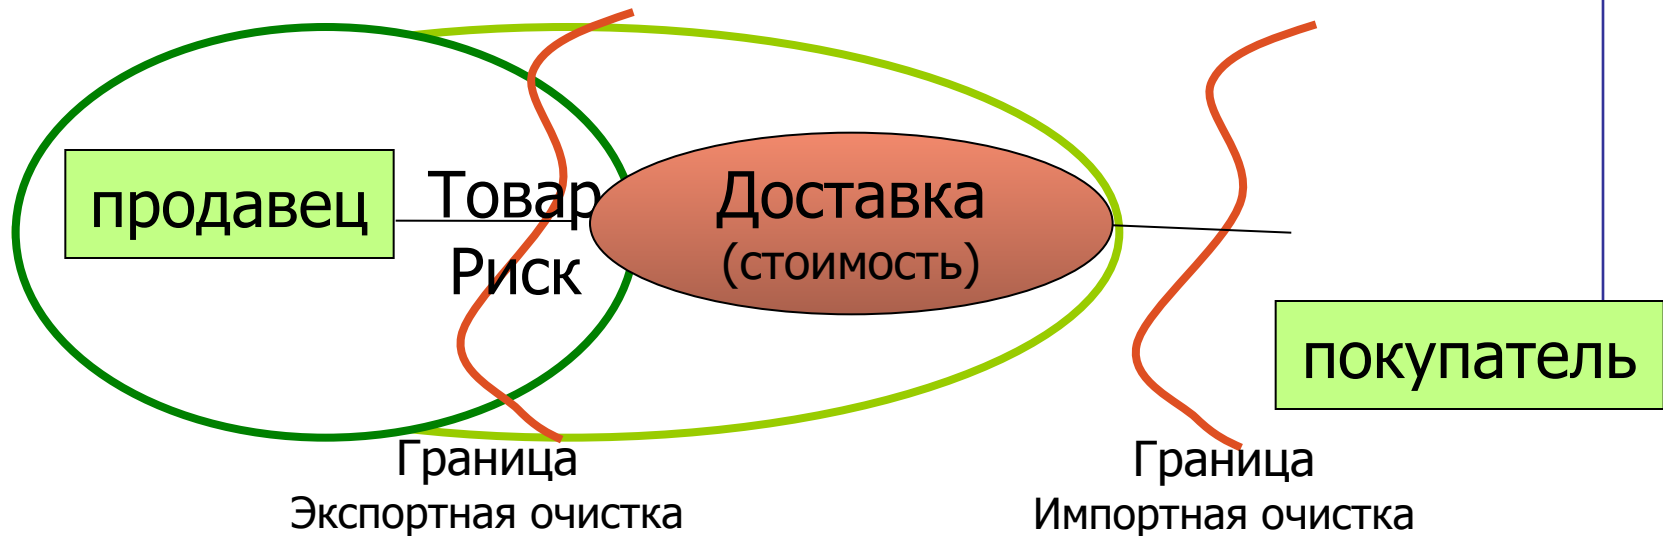 продавец
Товар
Риск
Доставка
(стоимость)
покупатель
Граница
Экспортная очистка
Граница
Импортная очистка